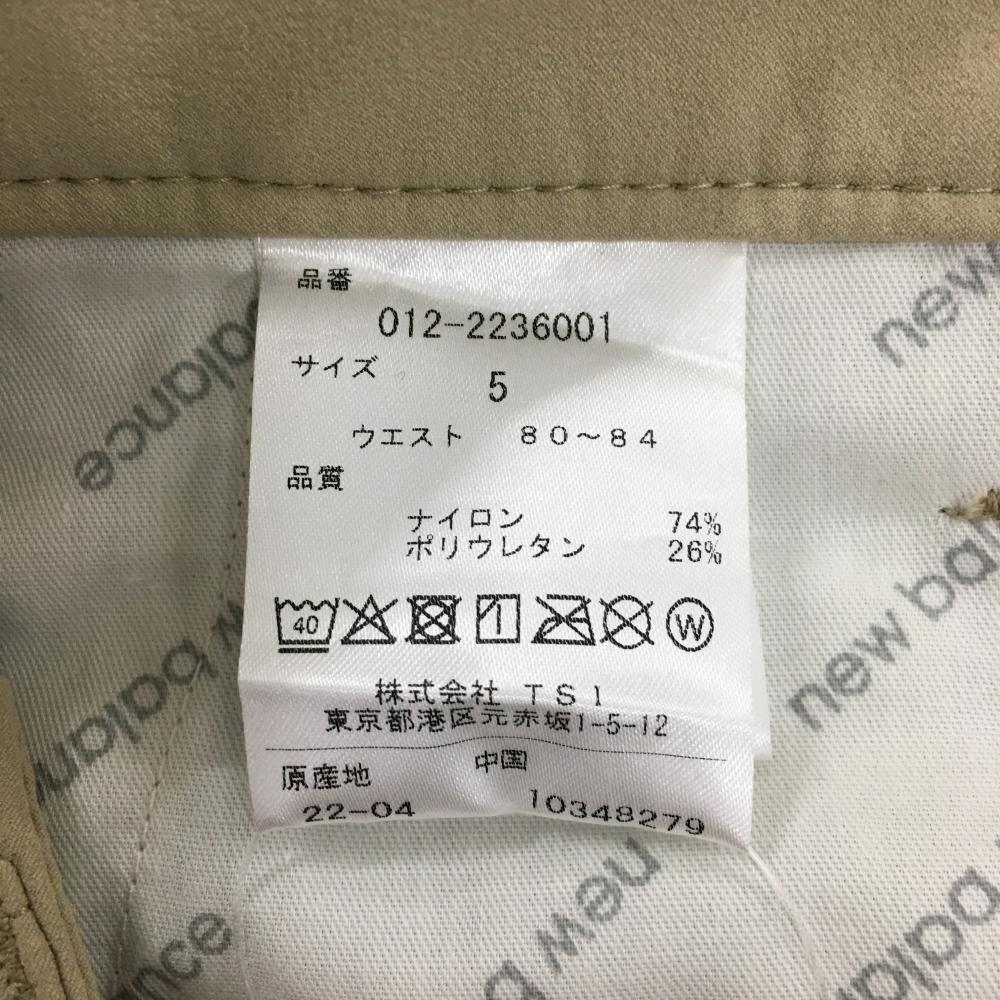 品番
012-2236001
サイズ
5
ウエスト 80~84
品質
ナイロン 74%
ポリウレタン 26%
40
W
株式会社 TSI
東京都港区元赤坂1-5-12
原産地 中国
22-04 10348279
new
balance
new balan
w balance
new b
balance
nce